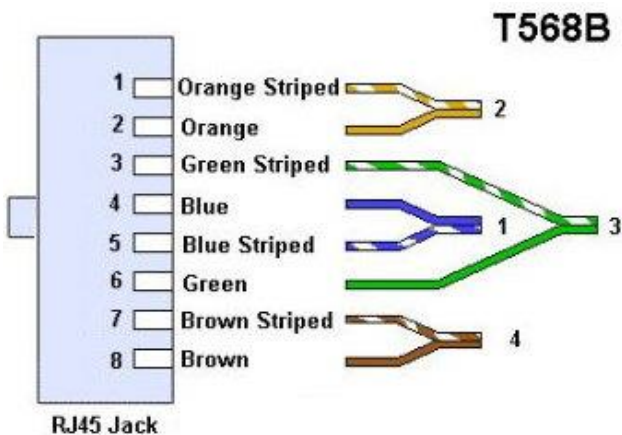 T568B
1 Orange Striped
2 Orange
2
3 Green Striped
4 Blue
1
3
5 Blue Striped
6 Green
7 Brown Striped
4
8 Brown
RJ45 Jack